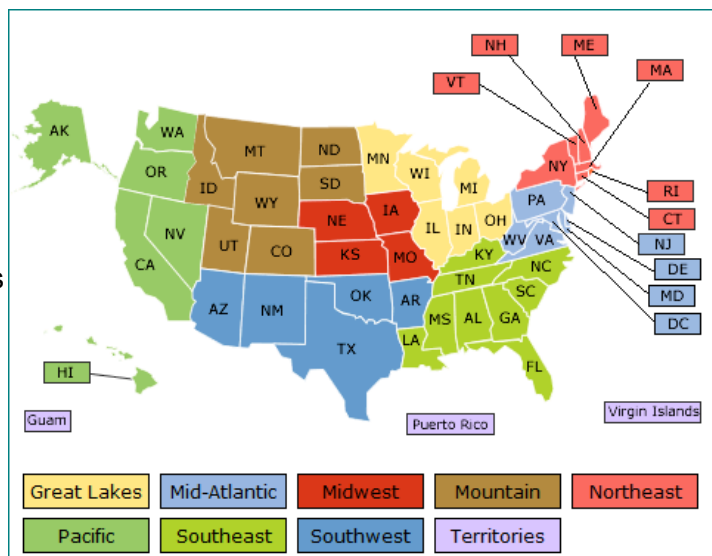 NH
ME
VT
MA
AK
WA
MT
ND
MN
OR
ID
SD
WI
MI
NY
WY
RI
PA
CT
NE
IA
NV
UT
CO
IL
IN
OH
NJ
WV
VA
CA
KS
MO
KY
DE
NC
TN
MD
AZ
NM
OK
AR
SC
DC
MS
AL
GA
LA
TX
FL
HI
s
Guam
Puerto Rico
Virgin Islands
Great Lakes
Mid-Atlantic
Midwest
Mountain
Northeast
Pacific
Southeast
Southwest
Territories